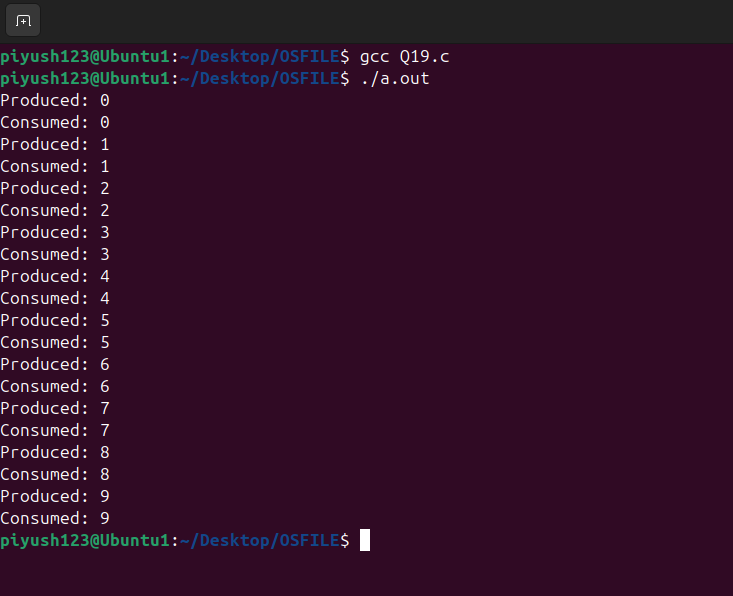 piyush123@Ubuntu1:~/Desktop/OSFILE$ gcc Q19.c
piyush123@Ubuntu1:~/Desktop/OSFILE$ ./a.out
Produced: 0
Consumed: 0
Produced: 1
Consumed: 1
Produced: 2
Consumed: 2
Produced: 3
Consumed: 3
Produced: 4
Consumed: 4
Produced: 5
Consumed: 5
Produced: 6
Consumed: 6
Produced: 7
Consumed: 7
Produced: 8
Consumed: 8
Produced: 9
Consumed: 9
piyush123@Ubuntu1:~/Desktop/OSFILE$